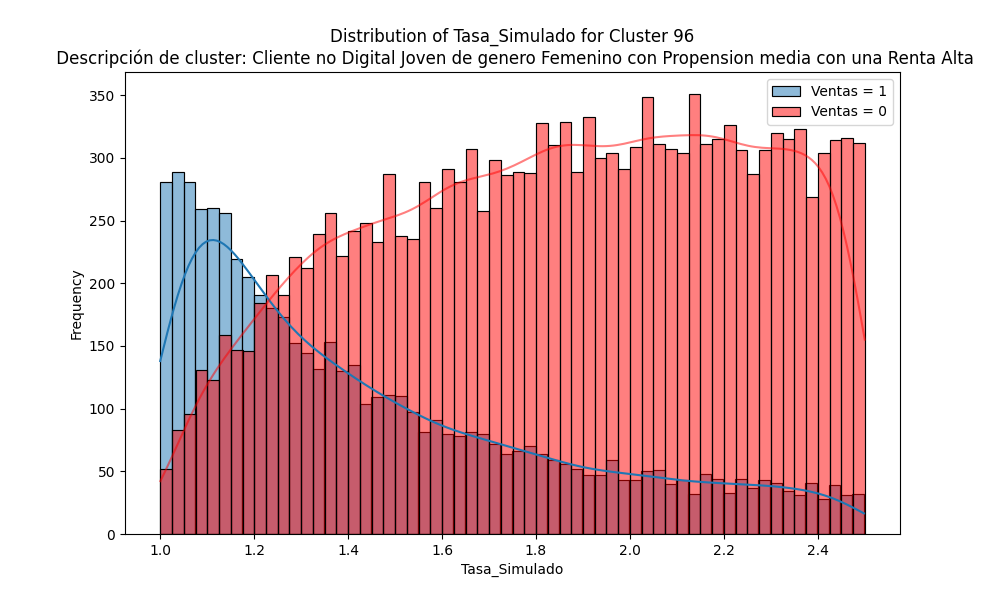 Distribution of Tasa_Simulado for Cluster 96
Descripción de cluster: Cliente no Digital Joven de genero Femenino con Propension media con una Renta Alta
Ventas = 1
Ventas = 0
Frequency
350
300
250
200
150
100
50
0
1.0 1.2 1.4 1.6 1.8 2.0 2.2 2.4
Tasa_Simulado